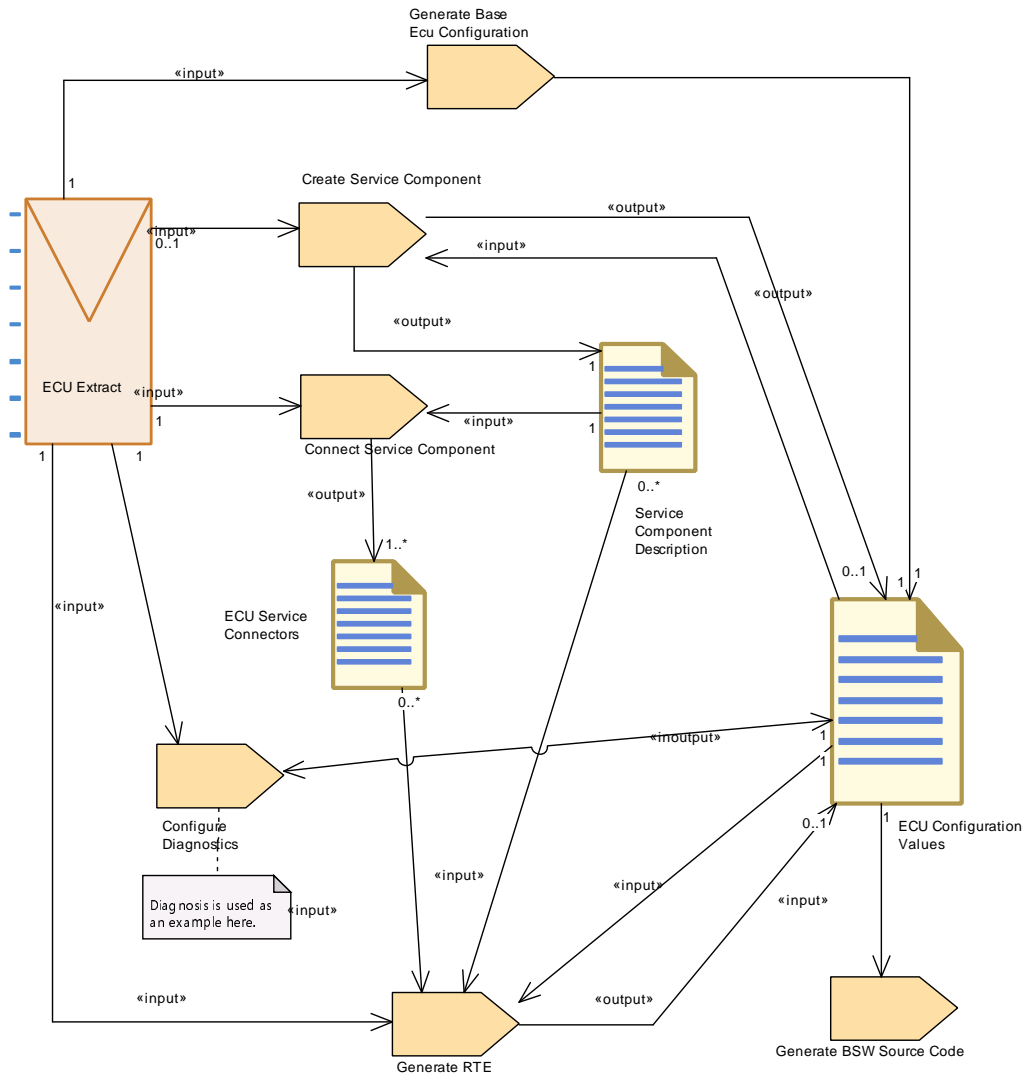 Generate Base
Ecu Configuration
«input»
1
Create Service Component
«output»
«input»
0..1
«input»
«output»
«output»
1
ECU Extract
«input»
1
«input»
1
Connect Service Component
1
1
«output»
0..*
Service
Component
Description
1..*
0..1
1
1
«input»
ECU Service
Connectors
0..*
«inoutput»
1
1
Configure
Diagnostics
0..1
1
ECU Configuration
Values
«input»
«input»
«input»
Diagnosis is used as
an example here.
«input»
«input»
«output»
Generate BSW Source Code
Generate RTE